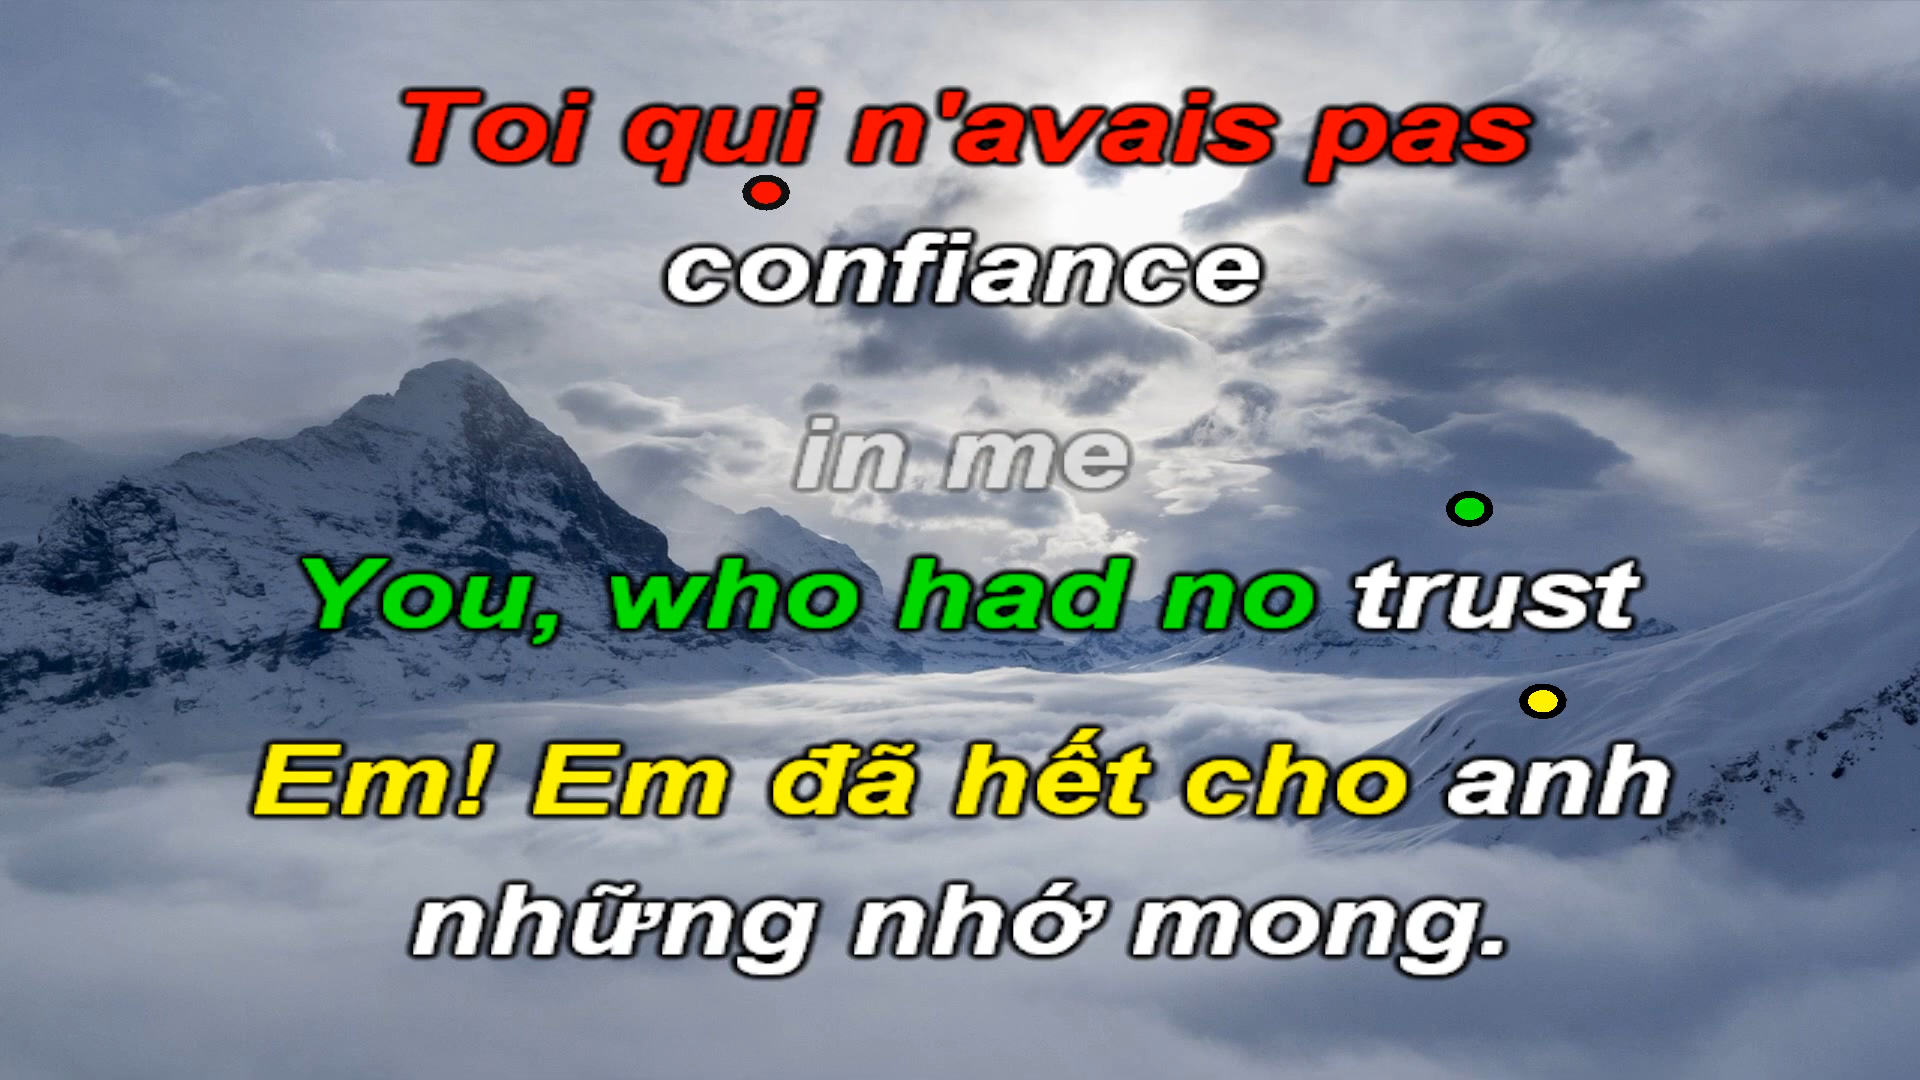 Toi qui n'avais pas
confiance
in me
You, who had no trust
Em! Em đã hết cho anh
những nhớ mong.